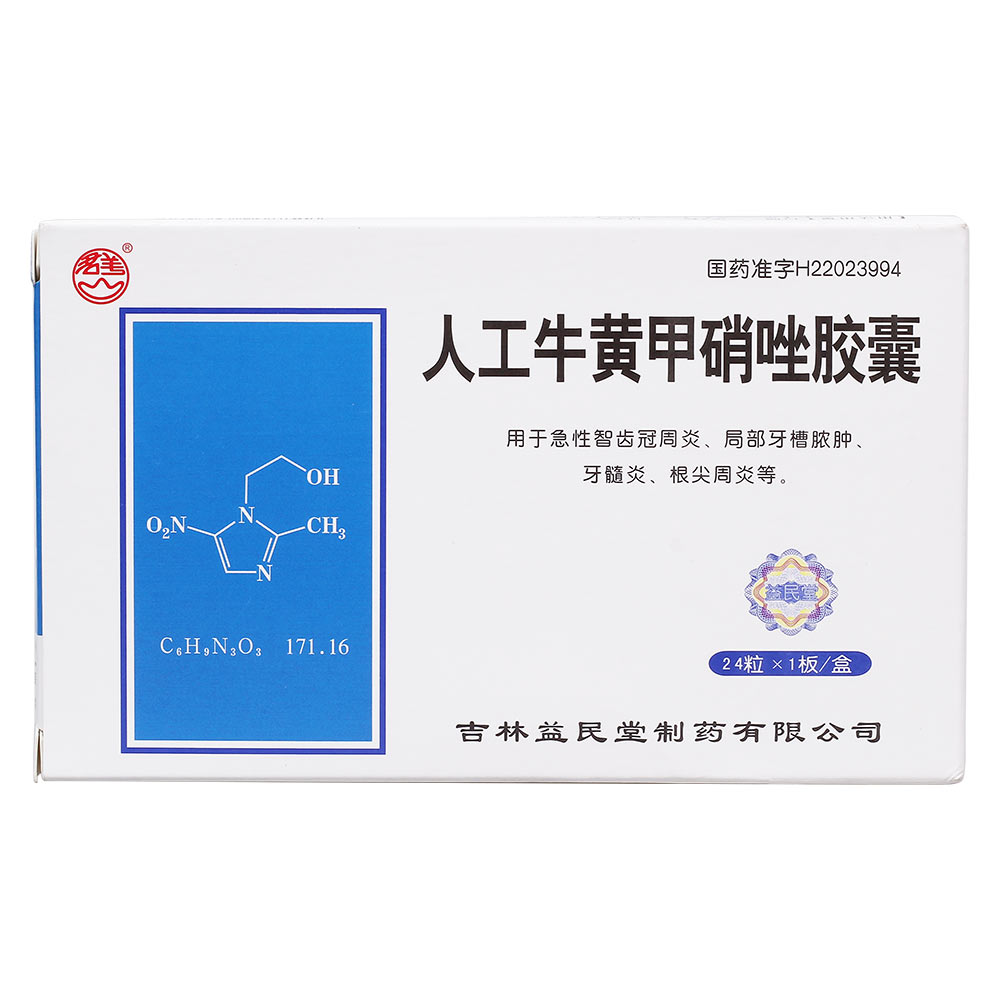 国药准字H22023994
人工牛黄甲硝唑胶囊
用于急性智齿冠周炎、局部牙槽脓肿、
牙髓炎、根尖周炎等。
OH
N
O₂N
CH₃
N
C₆H₉N₃O₃ 171.16
益民堂
24粒×1板/盒
吉林益民堂制药有限公司